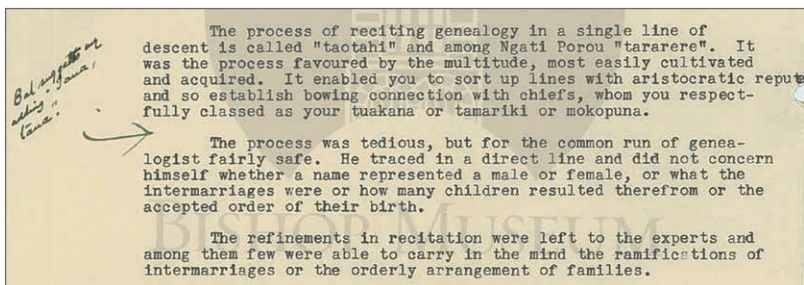 The process of reciting genealogy in a single line of
descent is called "taotahi" and among Ngati Porou "tararere". It
was the process favoured by the multitude, most easily cultivated
and acquired. It enabled you to sort up lines with aristocratic repute
and so establish bowing connection with chiefs, whom you respect-
fully classed as your tuakana or tamariki or mokopuna.
The process was tedious, but for the common run of genea-
logist fairly safe. He traced in a direct line and did not concern
himself whether a name represented a male or female, or what the
intermarriages were or how many children resulted therefrom or the
accepted order of their birth.
The refinements in recitation were left to the experts and
among them few were able to carry in the mind the ramifications of
intermarriages or the orderly arrangement of families.
Bal suggests
adding
BISHOP MUSEUM